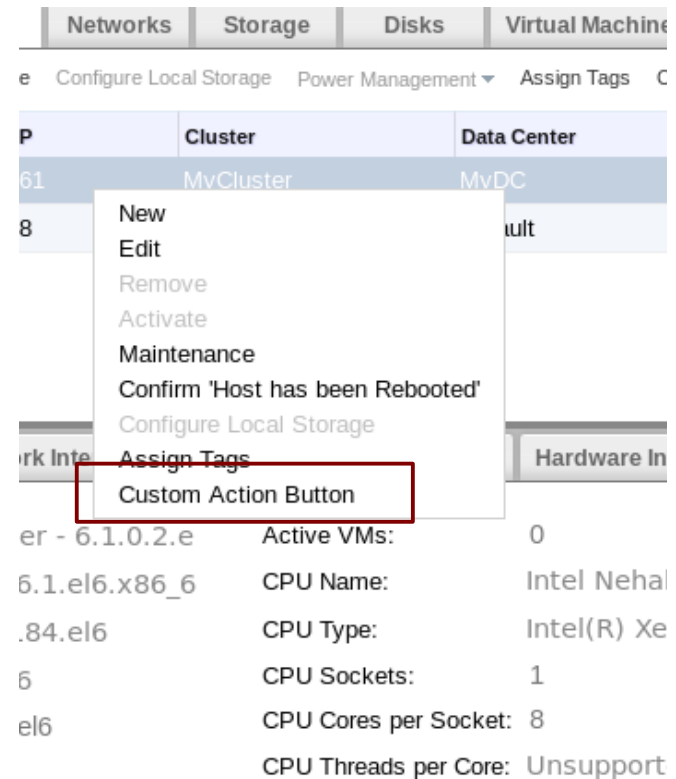 Networks Storage Disks Virtual Machine
e Configure Local Storage Power Management Assign Tags C
P Cluster Data Center
61 MyCluster MyDC
8 ault
New
Edit
Remove
Activate
Maintenance
Confirm 'Host has been Rebooted'
Configure Local Storage
Assign Tags
Custom Action Button
ork Inte Hardware In
er - 6.1.0.2.e Active VMs: 0
6.1.el6.x86_6 CPU Name: Intel Nehal
.84.el6 CPU Type: Intel(R) Xe
6 CPU Sockets: 1
el6 CPU Cores per Socket: 8
CPU Threads per Core: Unsupport